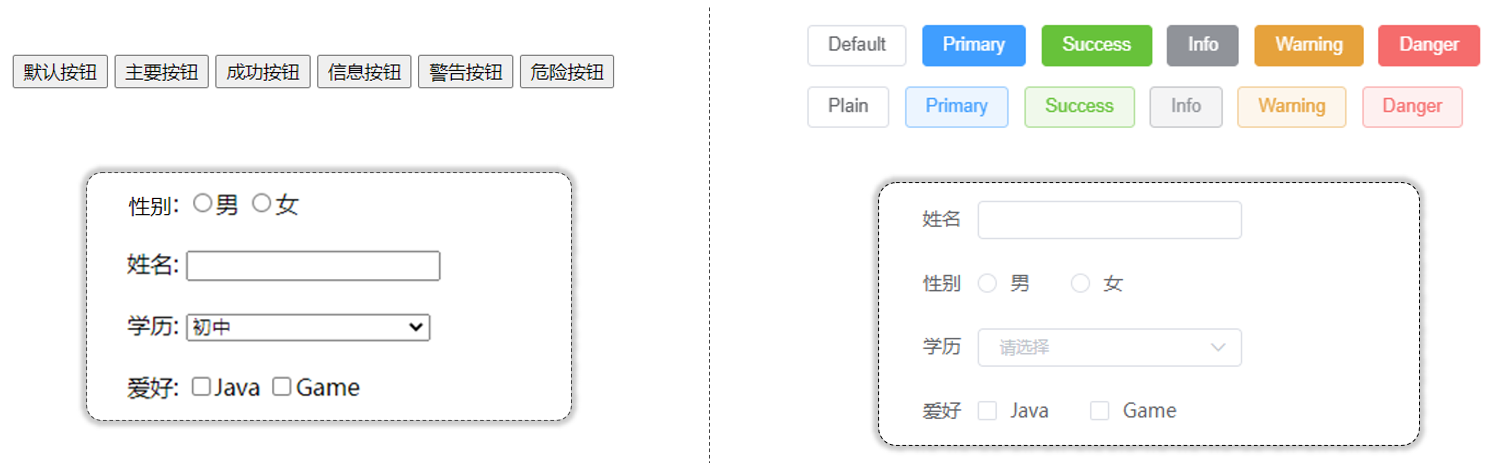 默认按钮 主要按钮 成功按钮 信息按钮 警告按钮 危险按钮
性别: 男 女
姓名:
学历: 初中
爱好: Java Game
Default Primary Success Info Warning Danger
Plain Primary Success Info Warning Danger
姓名
性别 男 女
学历 请选择
爱好 Java Game